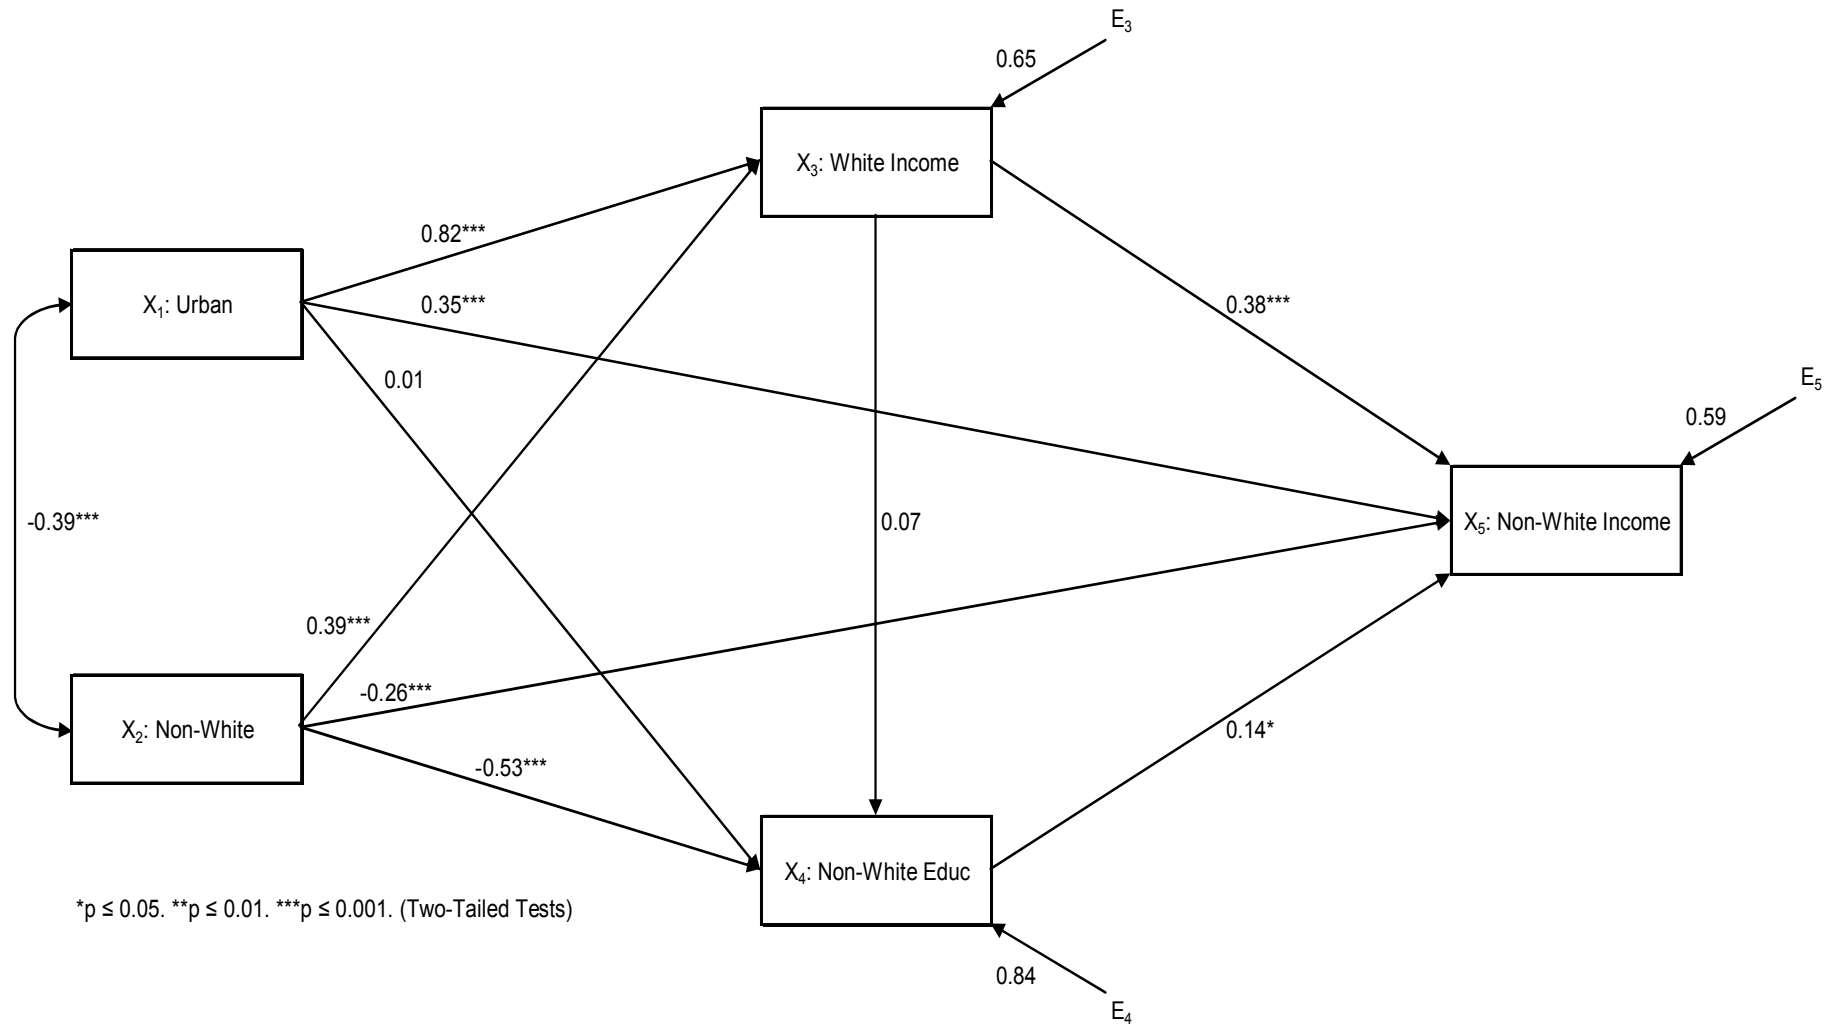 E₃
0.65
X₃: White Income
0.82***
X₁: Urban
0.35***
0.38***
0.01
E₅
0.59
-0.39***
0.07
X₅: Non-White Income
0.39***
-0.26***
X₂: Non-White
0.14*
-0.53***
X₄: Non-White Educ
*p ≤ 0.05. **p ≤ 0.01. ***p ≤ 0.001. (Two-Tailed Tests)
0.84
E₄